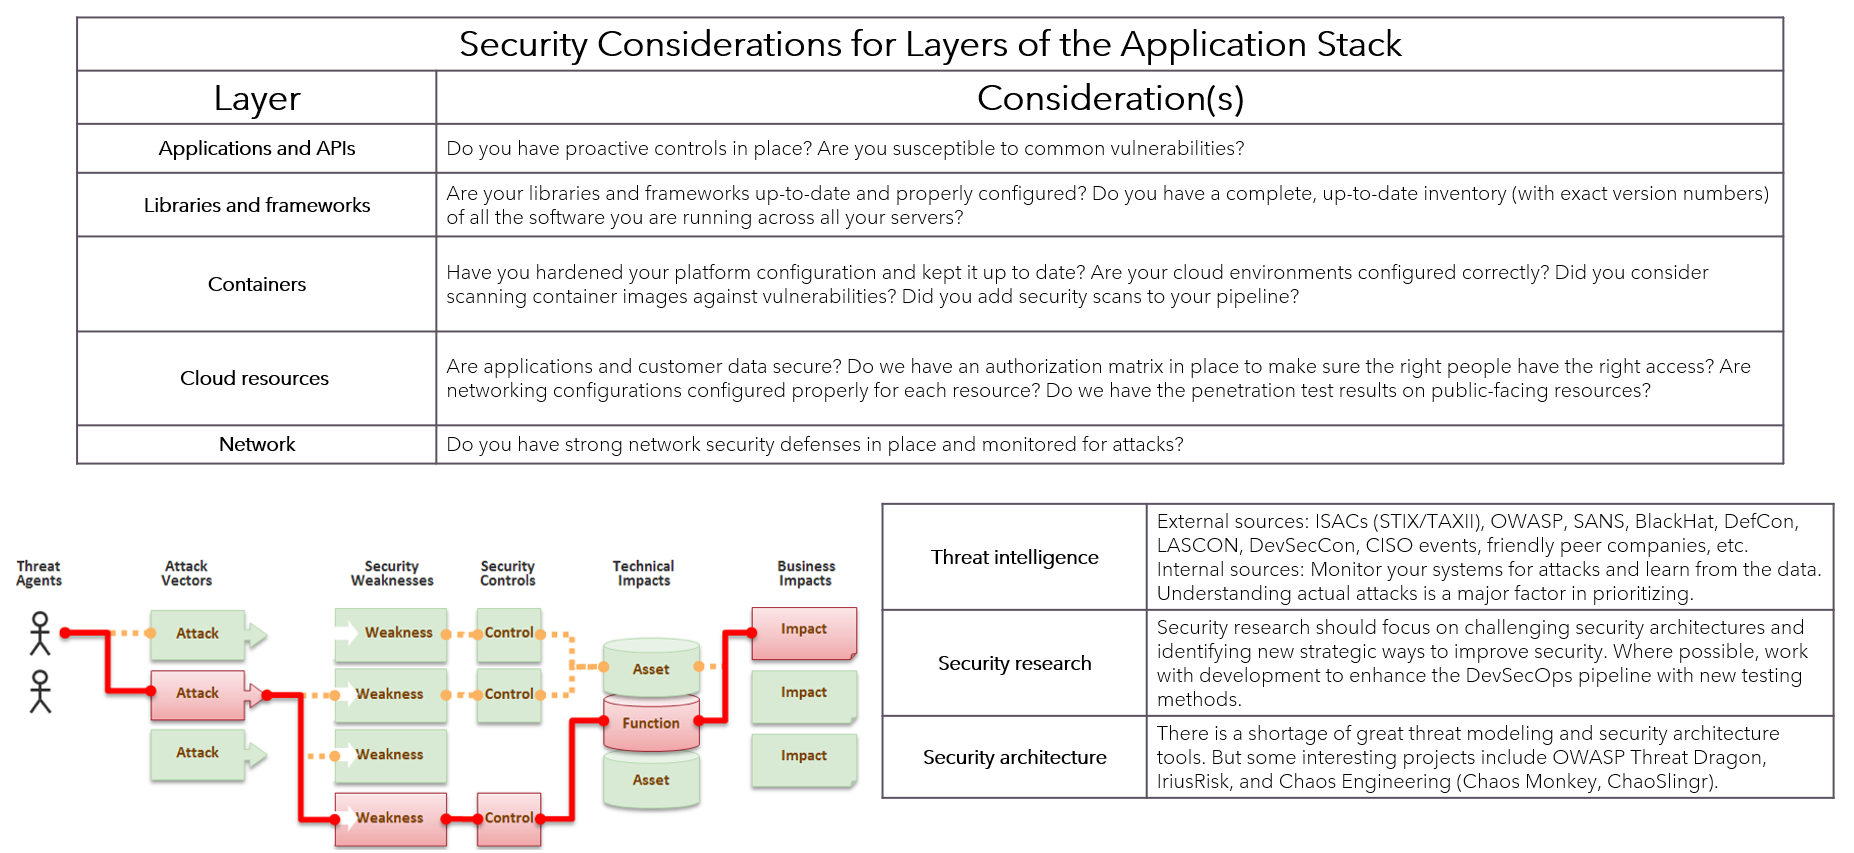 Security Considerations for Layers of the Application Stack
Layer
Consideration(s)
Applications and APIs
Do you have proactive controls in place? Are you susceptible to common vulnerabilities?
Libraries and frameworks
Are your libraries and frameworks up-to-date and properly configured? Do you have a complete, up-to-date inventory (with exact version numbers)
of all the software you are running across all your servers?
Containers
Have you hardened your platform configuration and kept it up to date? Are your cloud environments configured correctly? Did you consider
scanning container images against vulnerabilities? Did you add security scans to your pipeline?
Cloud resources
Are applications and customer data secure? Do we have an authorization matrix in place to make sure the right people have the right access? Are
networking configurations configured properly for each resource? Do we have the penetration test results on public-facing resources?
Network
Do you have strong network security defenses in place and monitored for attacks?
Threat
Agents
Attack
Vectors
Security
Weaknesses
Security
Controls
Technical
Impacts
Business
Impacts
Attack
Weakness
Control
Impact
Asset
Attack
Weakness
Control
Impact
Function
Attack
Weakness
Impact
Asset
Weakness
Control
Threat intelligence
External sources: ISACs (STIX/TAXII), OWASP, SANS, BlackHat, DefCon,
LASCON, DevSecCon, CISO events, friendly peer companies, etc.
Internal sources: Monitor your systems for attacks and learn from the data.
Understanding actual attacks is a major factor in prioritizing.
Security research
Security research should focus on challenging security architectures and
identifying new strategic ways to improve security. Where possible, work
with development to enhance the DevSecOps pipeline with new testing
methods.
Security architecture
There is a shortage of great threat modeling and security architecture
tools. But some interesting projects include OWASP Threat Dragon,
IriusRisk, and Chaos Engineering (Chaos Monkey, ChaoSlingr).